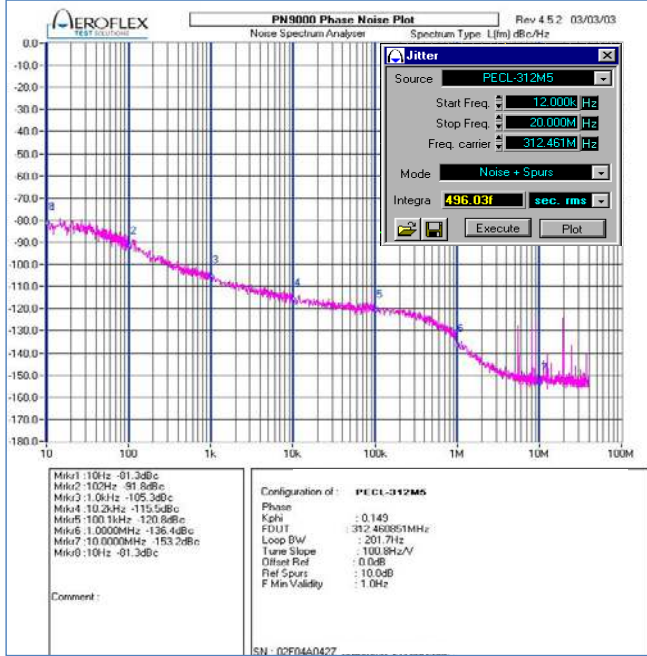 AEROFLEX
TEST SOLUTIONS
PN9000 Phase Noise Plot
Rev 4.5.2 03/03/03
Noise Spectrum Analyser
Spectrum Type L(fm) dBc/Hz
Jitter
Source PECL-312M5
Start Freq. 12.000k Hz
Stop Freq. 20.000M Hz
Freq. carrier 312.461M Hz
Mode Noise + Spurs
Integra 496.03f sec. rms
Execute Plot
0.0
-10.0
-20.0
-30.0
-40.0
-50.0
-60.0
-70.0
-80.0
-90.0
-100.0
-110.0
-120.0
-130.0
-140.0
-150.0
-160.0
-170.0
-180.0
8
2
3
4
5
6
7
10 100 1k 10k 100k 1M 10M 100M
Mrkr1 :10Hz -81.3dBc
Mrkr2 :102Hz -91.8dBc
Mrkr3 :1.0kHz -105.3dBc
Mrkr4 :10.2kHz -115.5dBc
Mrkr5 :100.1kHz -120.8dBc
Mrkr6 :1.0000MHz -136.4dBc
Mrkr7 :10.0000MHz -153.2dBc
Mrkr8 :10Hz -81.3dBc
Comment :
Configuration of : PECL-312M5
Phase
Kphi : 0.149
FDUT : 312.460851MHz
Loop BW : 201.7Hz
Tune Slope : 100.8Hz/V
Offset Ref : 0.0dB
Ref Spurs : 10.0dB
F Min Validity : 1.0Hz
SN : 02F04A0427